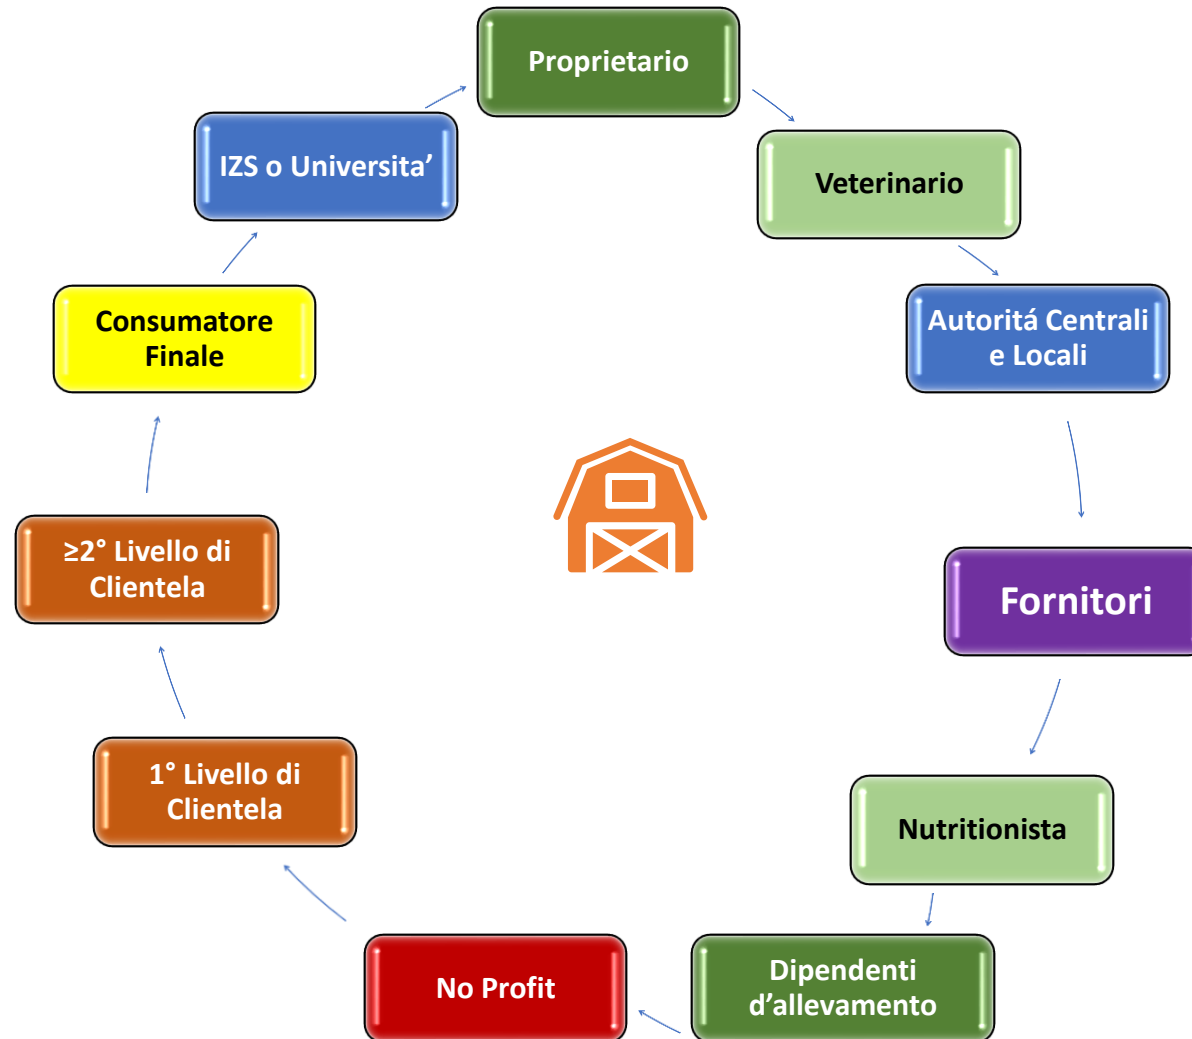 Proprietario
Veterinario
Autoritá Centrali
e Locali
Fornitori
Nutritionista
Dipendenti
d’allevamento
No Profit
1° Livello di
Clientela
≥2° Livello di
Clientela
Consumatore
Finale
IZS o Universita’